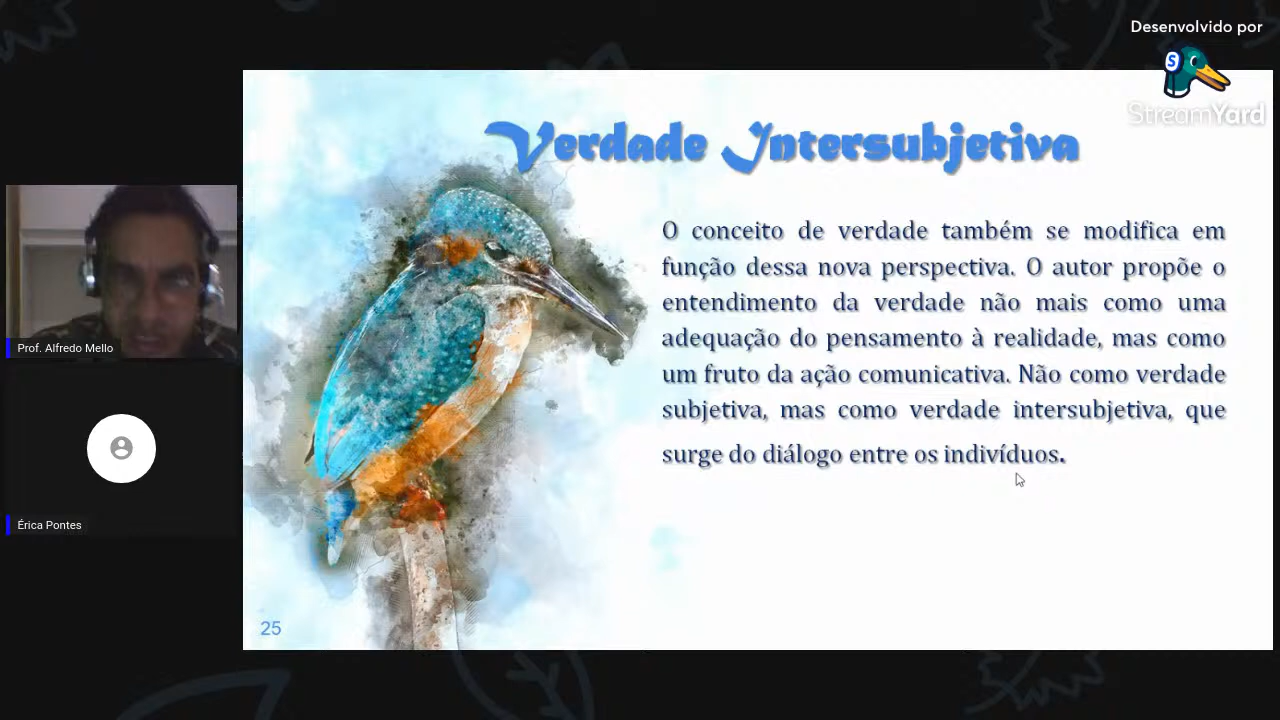 Desenvolvido por
S
StreamYard
Verdade Intersubjetiva
O conceito de verdade também se modifica em
função dessa nova perspectiva. O autor propõe o
entendimento da verdade não mais como uma
adequação do pensamento à realidade, mas como
um fruto da ação comunicativa. Não como verdade
subjetiva, mas como verdade intersubjetiva, que
surge do diálogo entre os indivíduos.
Prof. Alfredo Mello
Érica Pontes
25